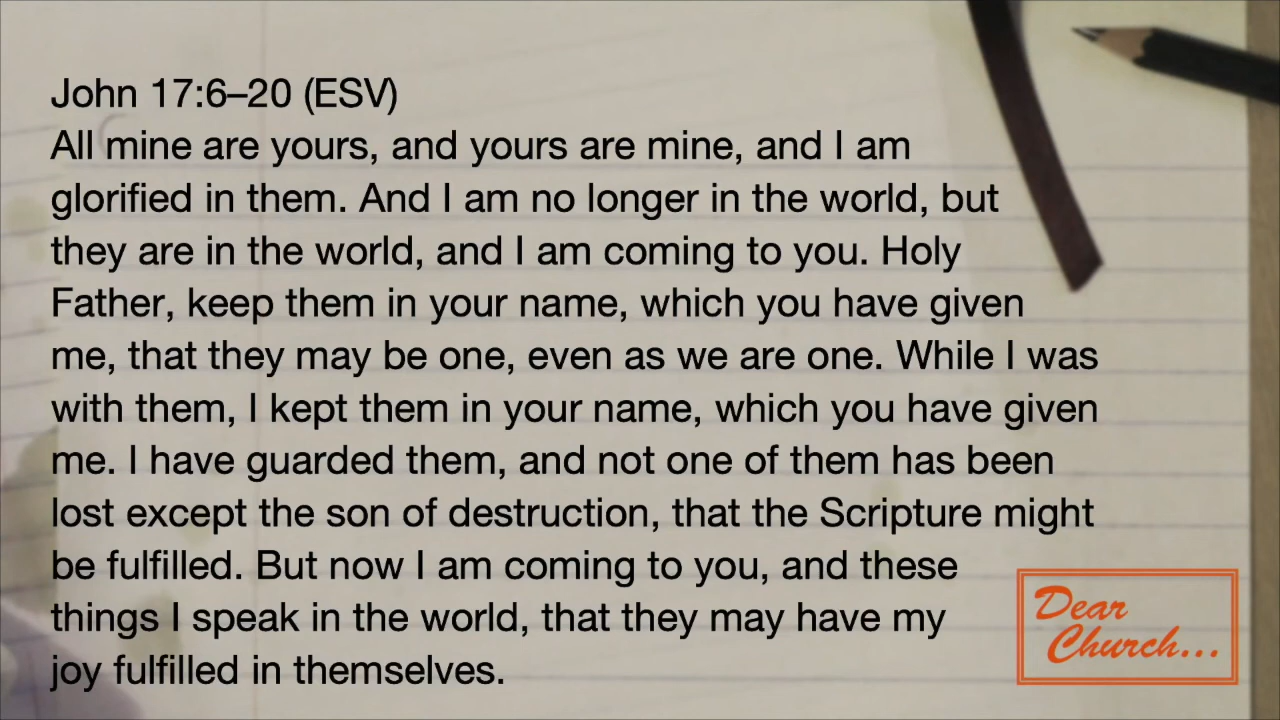 John 17:6–20 (ESV)
All mine are yours, and yours are mine, and I am
glorified in them. And I am no longer in the world, but
they are in the world, and I am coming to you. Holy
Father, keep them in your name, which you have given
me, that they may be one, even as we are one. While I was
with them, I kept them in your name, which you have given
me. I have guarded them, and not one of them has been
lost except the son of destruction, that the Scripture might
be fulfilled. But now I am coming to you, and these
things I speak in the world, that they may have my
joy fulfilled in themselves.
Dear
Church...